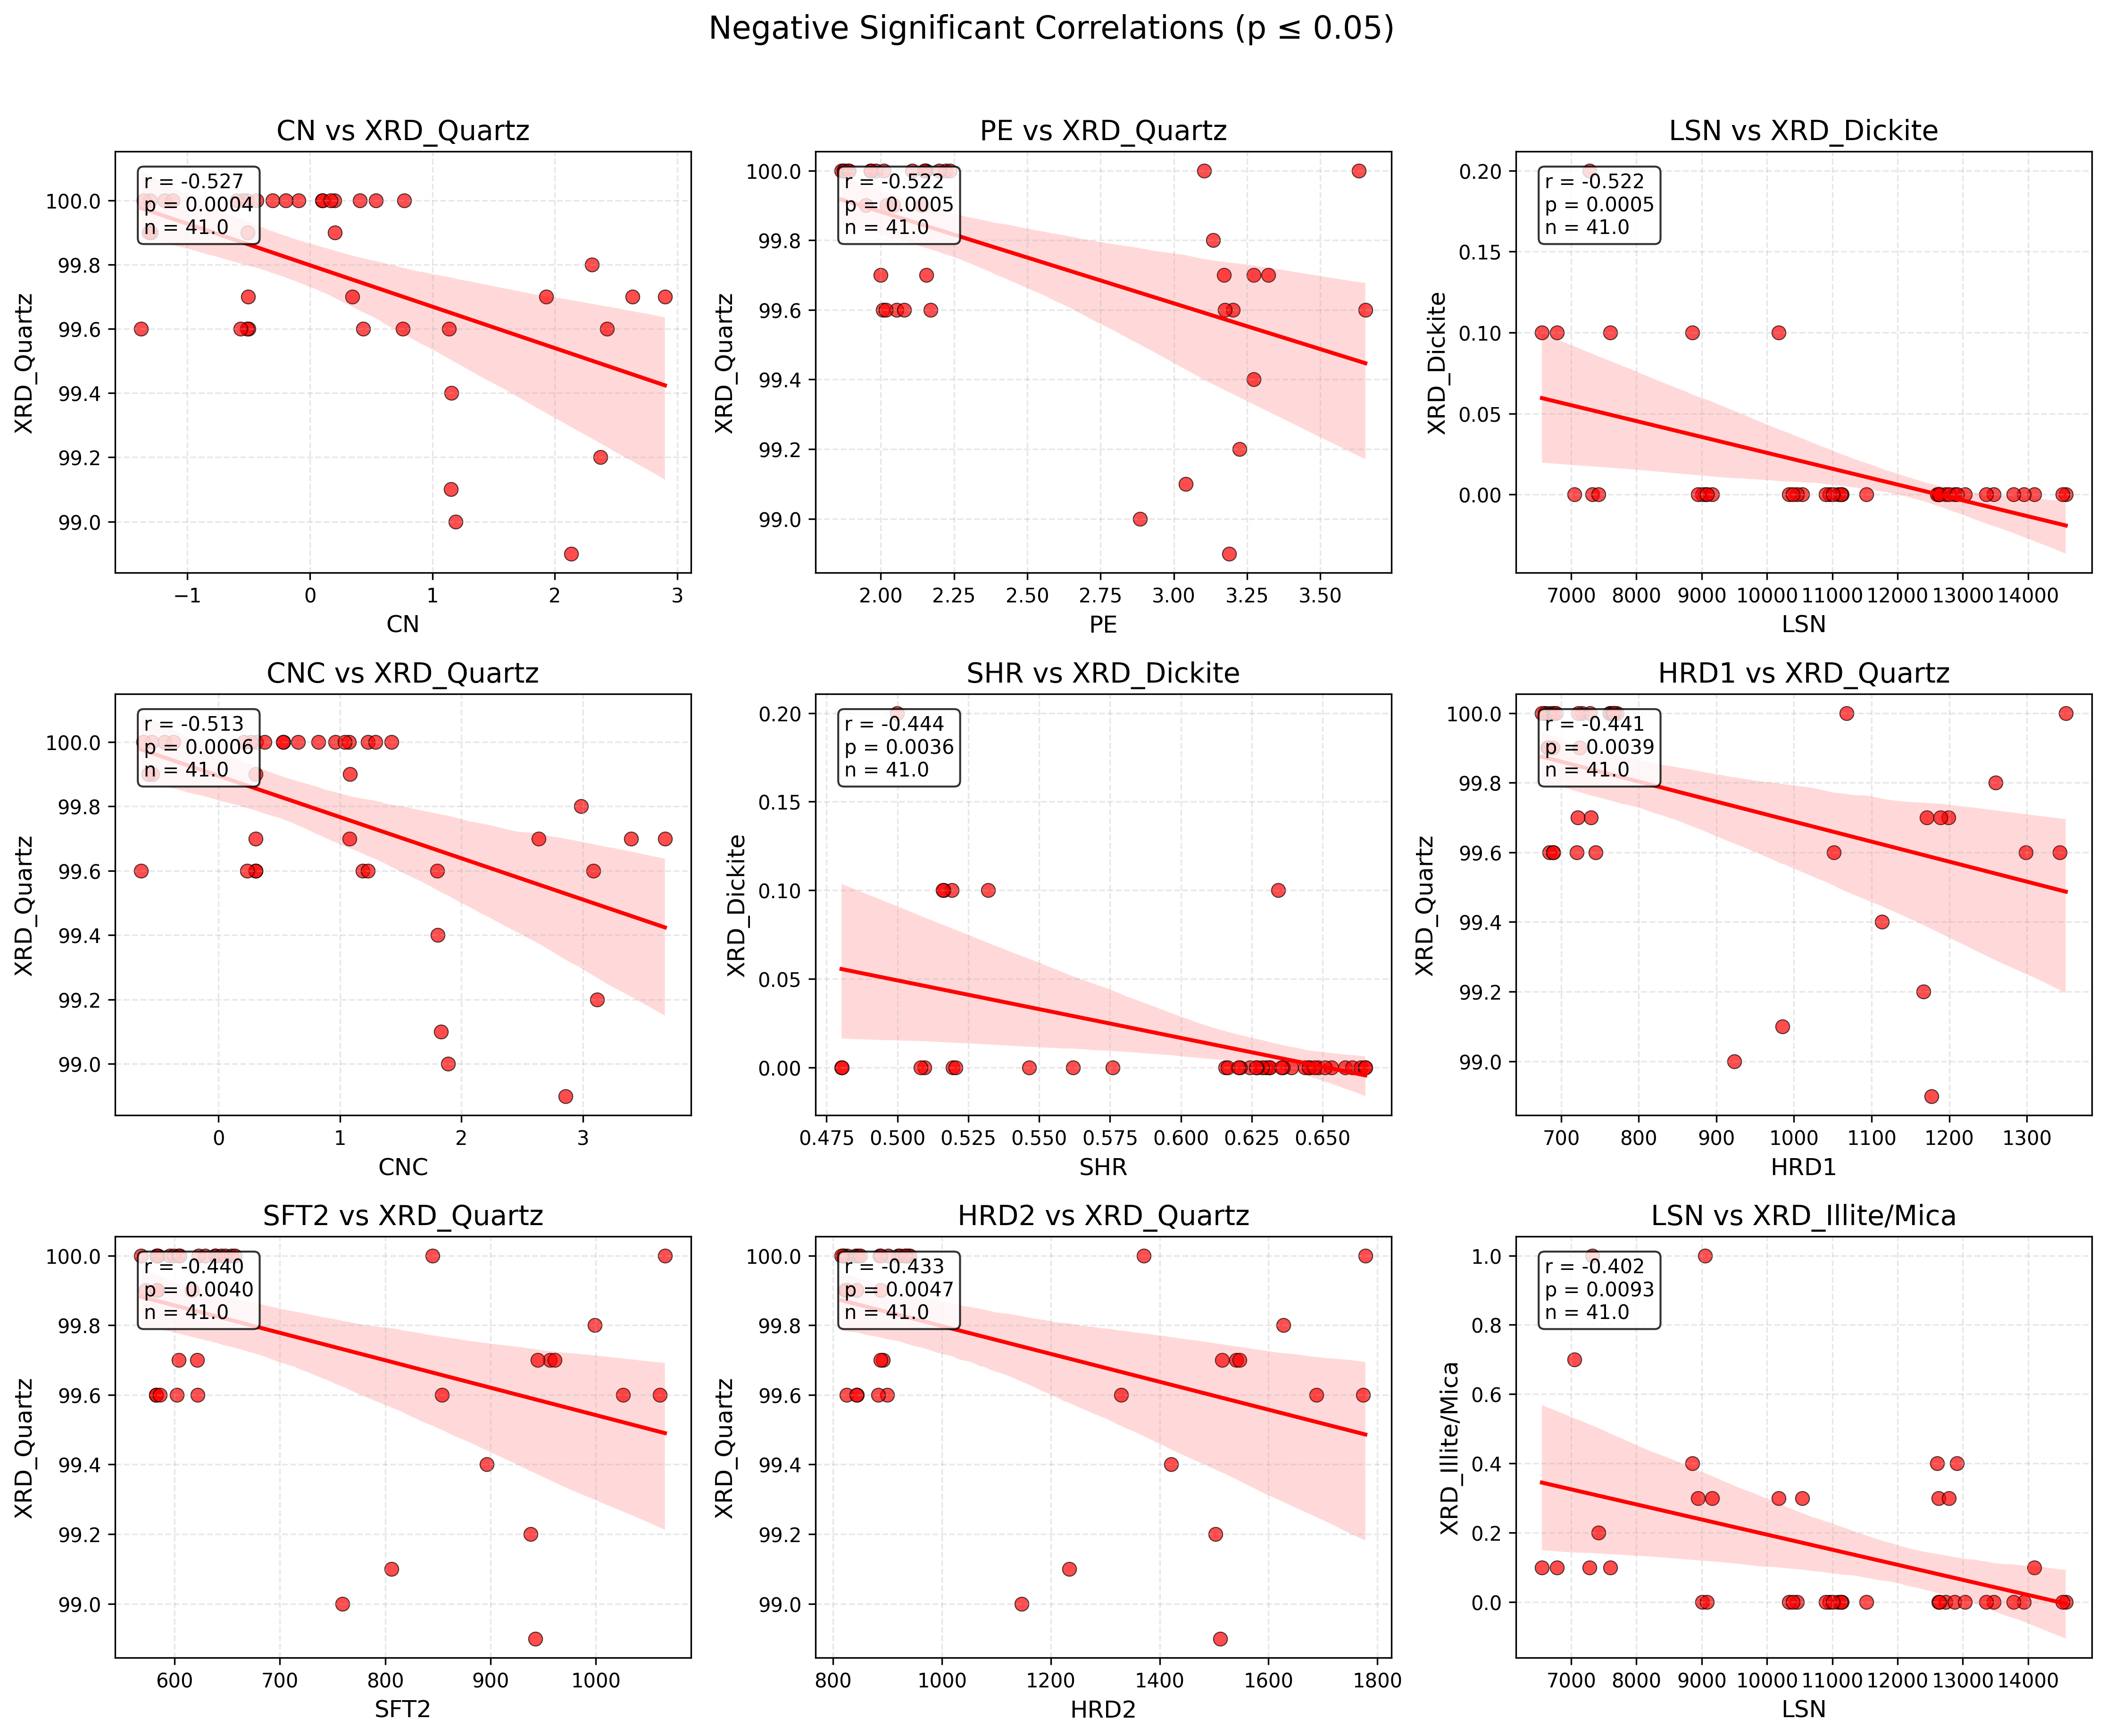 Negative Significant Correlations (p ≤ 0.05)
CN vs XRD_Quartz
r = -0.527
p = 0.0004
n = 41.0
100.0
99.8
99.6
99.4
99.2
99.0
XRD_Quartz
−1 0 1 2 3
CN
PE vs XRD_Quartz
r = -0.522
p = 0.0005
n = 41.0
100.0
99.8
99.6
99.4
99.2
99.0
XRD_Quartz
2.00 2.25 2.50 2.75 3.00 3.25 3.50
PE
LSN vs XRD_Dickite
r = -0.522
p = 0.0005
n = 41.0
0.20
0.15
0.10
0.05
0.00
XRD_Dickite
7000 8000 9000 10000 11000 12000 13000 14000
LSN
CNC vs XRD_Quartz
r = -0.513
p = 0.0006
n = 41.0
100.0
99.8
99.6
99.4
99.2
99.0
XRD_Quartz
0 1 2 3
CNC
SHR vs XRD_Dickite
r = -0.444
p = 0.0036
n = 41.0
0.20
0.15
0.10
0.05
0.00
XRD_Dickite
0.475 0.500 0.525 0.550 0.575 0.600 0.625 0.650
SHR
HRD1 vs XRD_Quartz
r = -0.441
p = 0.0039
n = 41.0
100.0
99.8
99.6
99.4
99.2
99.0
XRD_Quartz
700 800 900 1000 1100 1200 1300
HRD1
SFT2 vs XRD_Quartz
r = -0.440
p = 0.0040
n = 41.0
100.0
99.8
99.6
99.4
99.2
99.0
XRD_Quartz
600 700 800 900 1000
SFT2
HRD2 vs XRD_Quartz
r = -0.433
p = 0.0047
n = 41.0
100.0
99.8
99.6
99.4
99.2
99.0
XRD_Quartz
800 1000 1200 1400 1600 1800
HRD2
LSN vs XRD_Illite/Mica
r = -0.402
p = 0.0093
n = 41.0
1.0
0.8
0.6
0.4
0.2
0.0
XRD_Illite/Mica
7000 8000 9000 10000 11000 12000 13000 14000
LSN